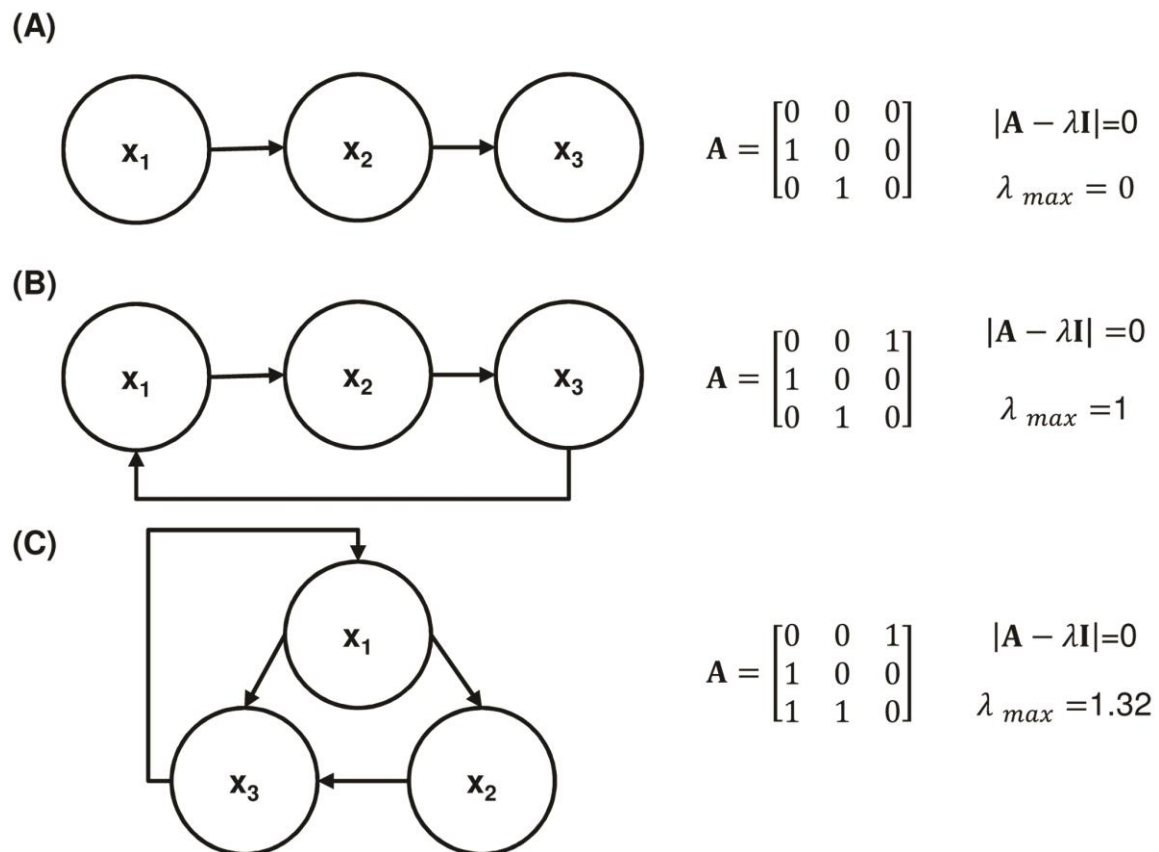 (A)
x₁ x₂ x₃
A = [0 0 0
1 0 0
0 1 0]
|A − λI|=0
λ max = 0
(B)
x₁ x₂ x₃
A = [0 0 1
1 0 0
0 1 0]
|A − λI| =0
λ max =1
(C)
x₁
x₃ x₂
A = [0 0 1
1 0 0
1 1 0]
|A − λI|=0
λ max =1.32